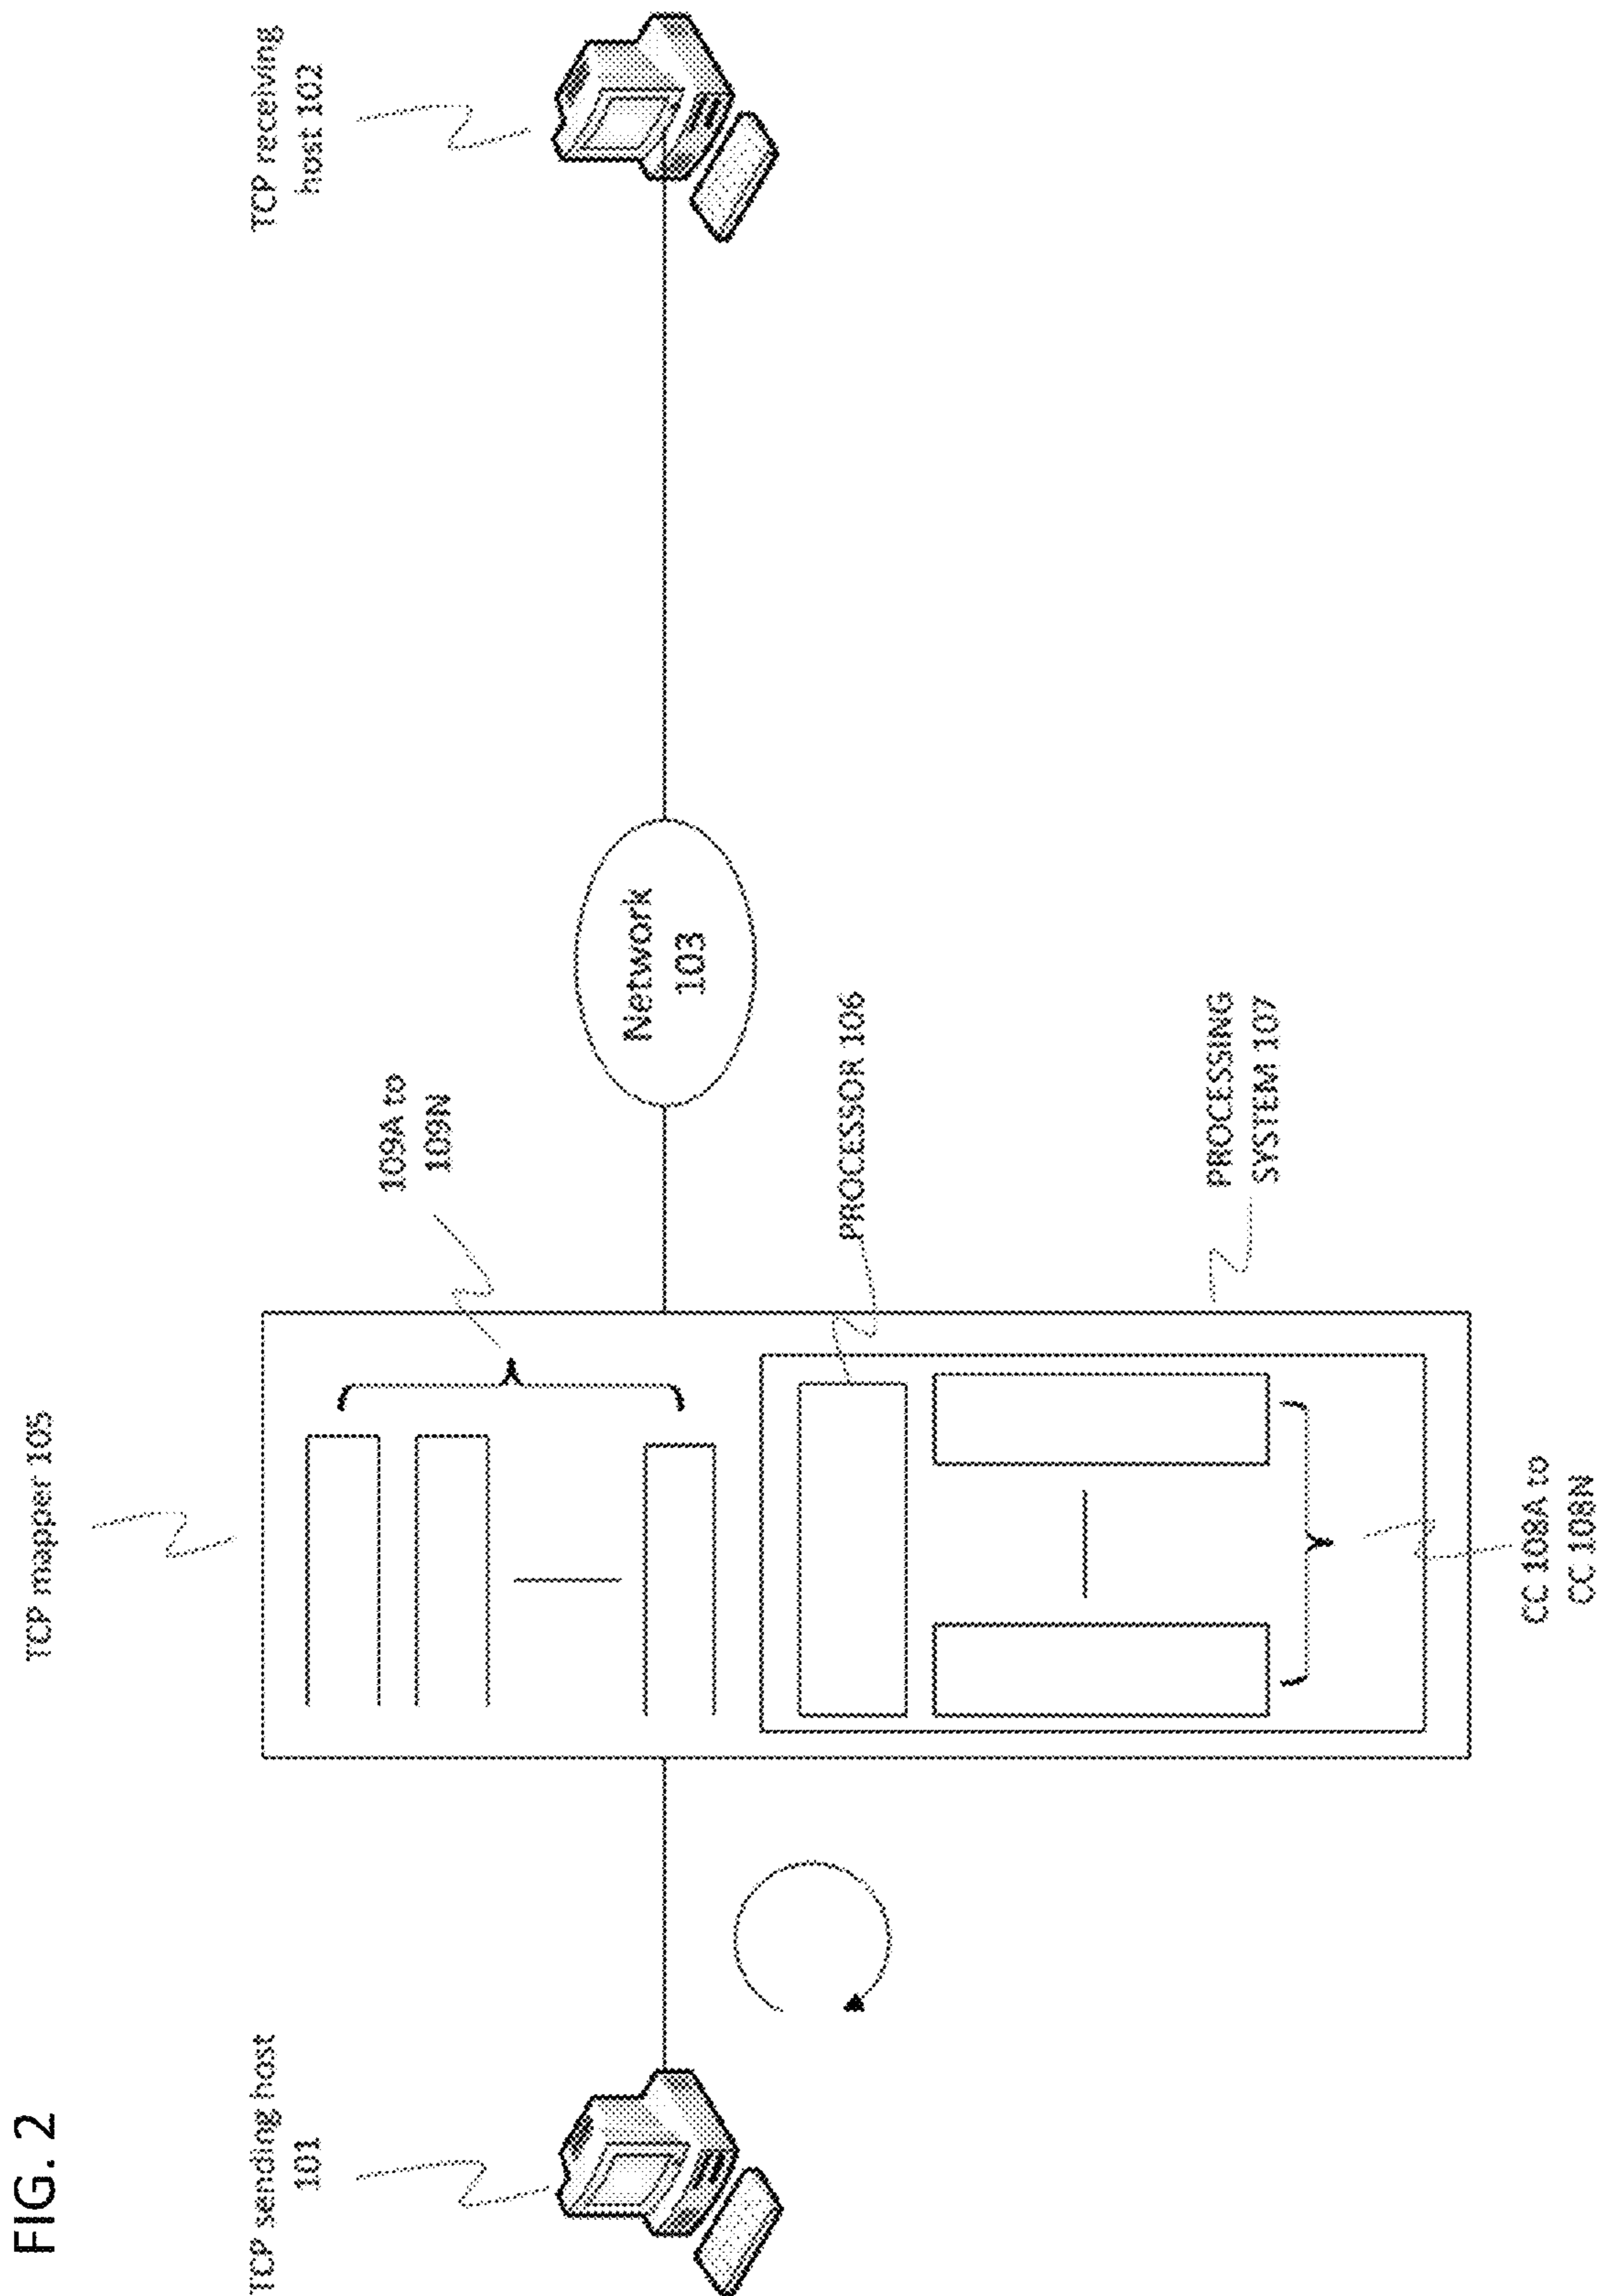 FIG. 2
TCP sending host
101
TCP mapper 105
TCP receiving
host 102
109A to
109N
Network
103
PROCESSOR 106
PROCESSING
SYSTEM 107
CC 108A to
CC 108N